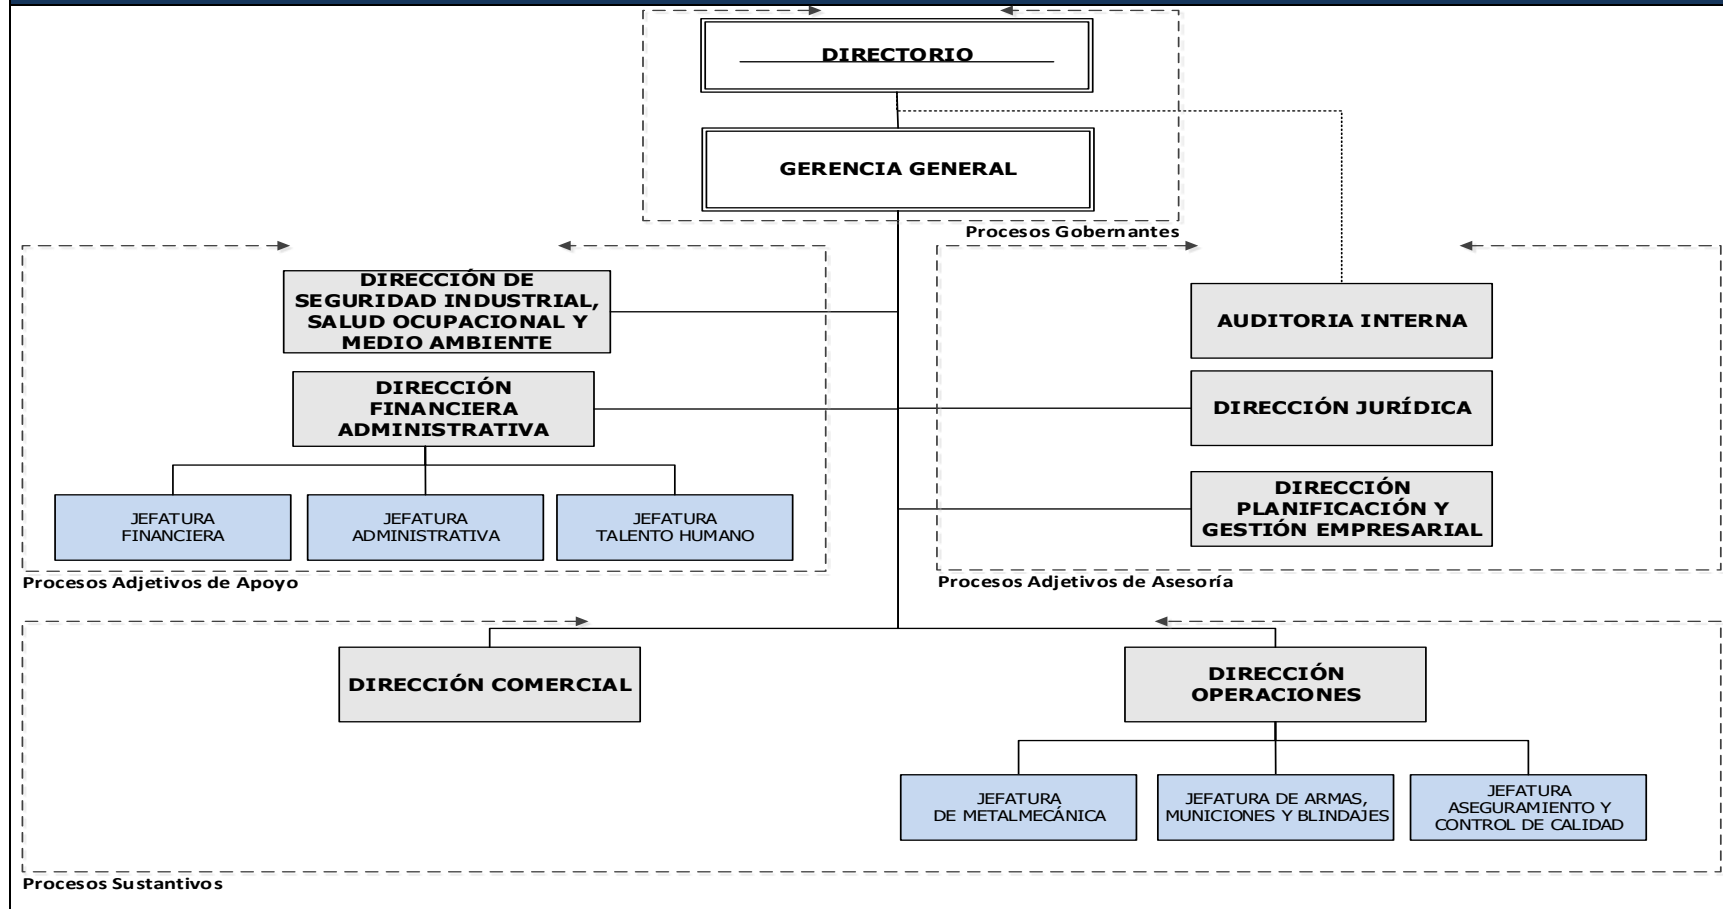 DIRECTORIO
GERENCIA GENERAL
Procesos Gobernantes
DIRECCIÓN DE
SEGURIDAD INDUSTRIAL,
SALUD OCUPACIONAL Y
MEDIO AMBIENTE
DIRECCIÓN
FINANCIERA
ADMINISTRATIVA
JEFATURA
FINANCIERA
JEFATURA
ADMINISTRATIVA
JEFATURA
TALENTO HUMANO
Procesos Adjetivos de Apoyo
AUDITORIA INTERNA
DIRECCIÓN JURÍDICA
DIRECCIÓN
PLANIFICACIÓN Y
GESTIÓN EMPRESARIAL
Procesos Adjetivos de Asesoría
DIRECCIÓN COMERCIAL
DIRECCIÓN
OPERACIONES
JEFATURA
DE METALMECÁNICA
JEFATURA DE ARMAS,
MUNICIONES Y BLINDAJES
JEFATURA
ASEGURAMIENTO Y
CONTROL DE CALIDAD
Procesos Sustantivos